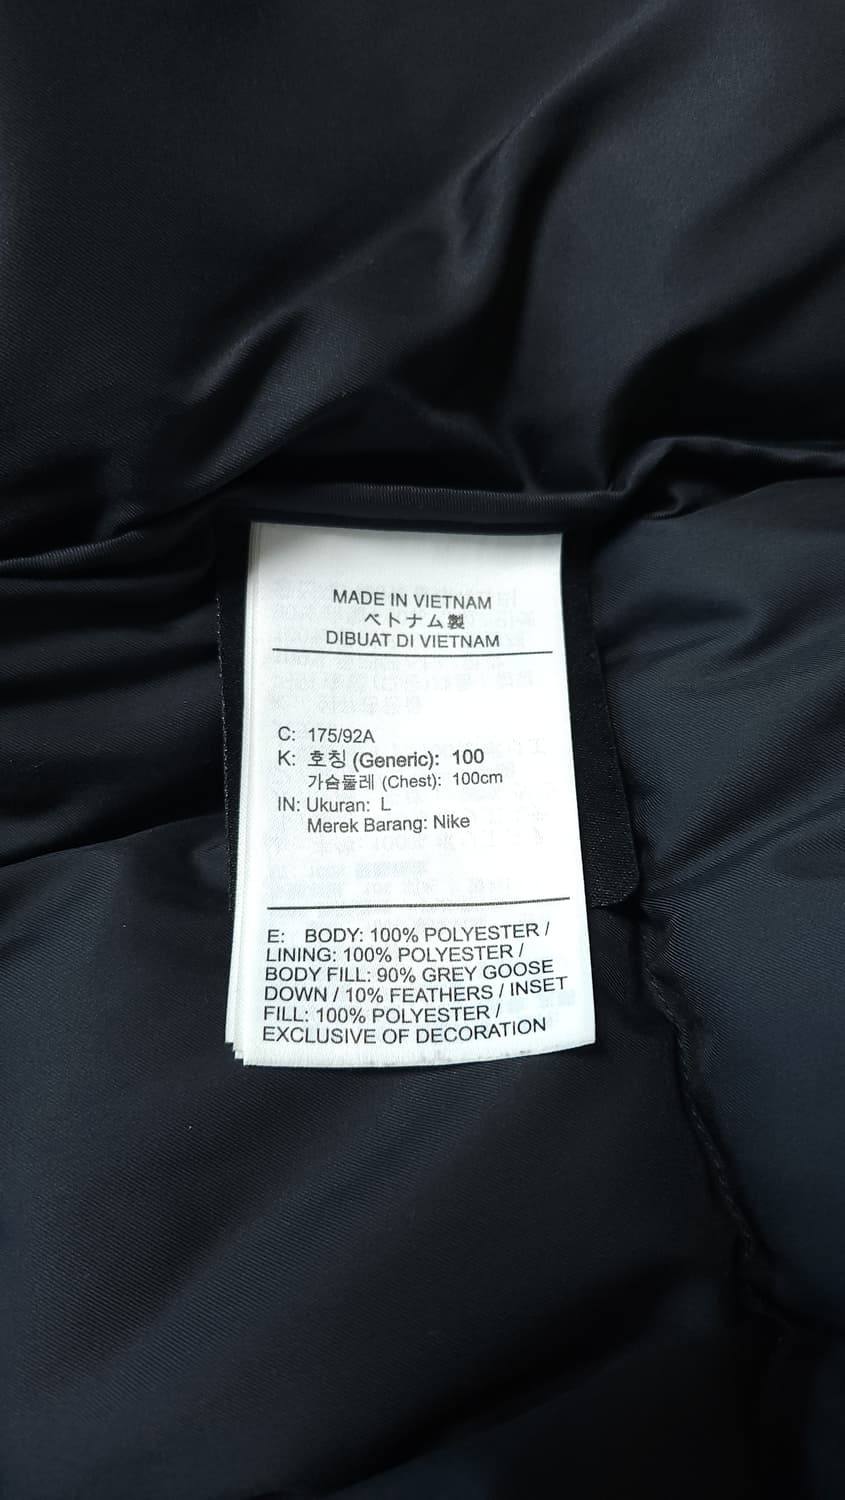 MADE IN VIETNAM
ベトナム製
DIBUAT DI VIETNAM
C: 175/92A
K: 호칭 (Generic): 100
가슴둘레 (Chest): 100cm
IN: Ukuran: L
Merek Barang: Nike
E: BODY: 100% POLYESTER /
LINING: 100% POLYESTER /
BODY FILL: 90% GREY GOOSE
DOWN / 10% FEATHERS / INSET
FILL: 100% POLYESTER /
EXCLUSIVE OF DECORATION